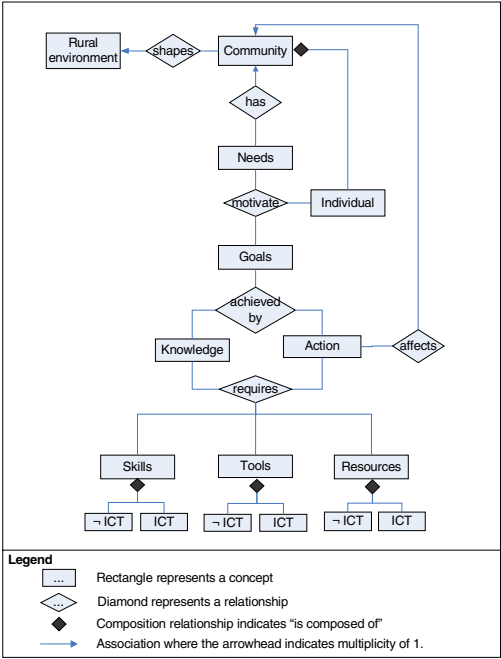 Rural
environment
shapes
Community
has
Needs
motivate
Individual
Goals
achieved
by
Knowledge
Action
affects
requires
Skills
Tools
Resources
¬ ICT
ICT
¬ ICT
ICT
¬ ICT
ICT
Legend
... Rectangle represents a concept
... Diamond represents a relationship
Composition relationship indicates “is composed of”
Association where the arrowhead indicates multiplicity of 1.